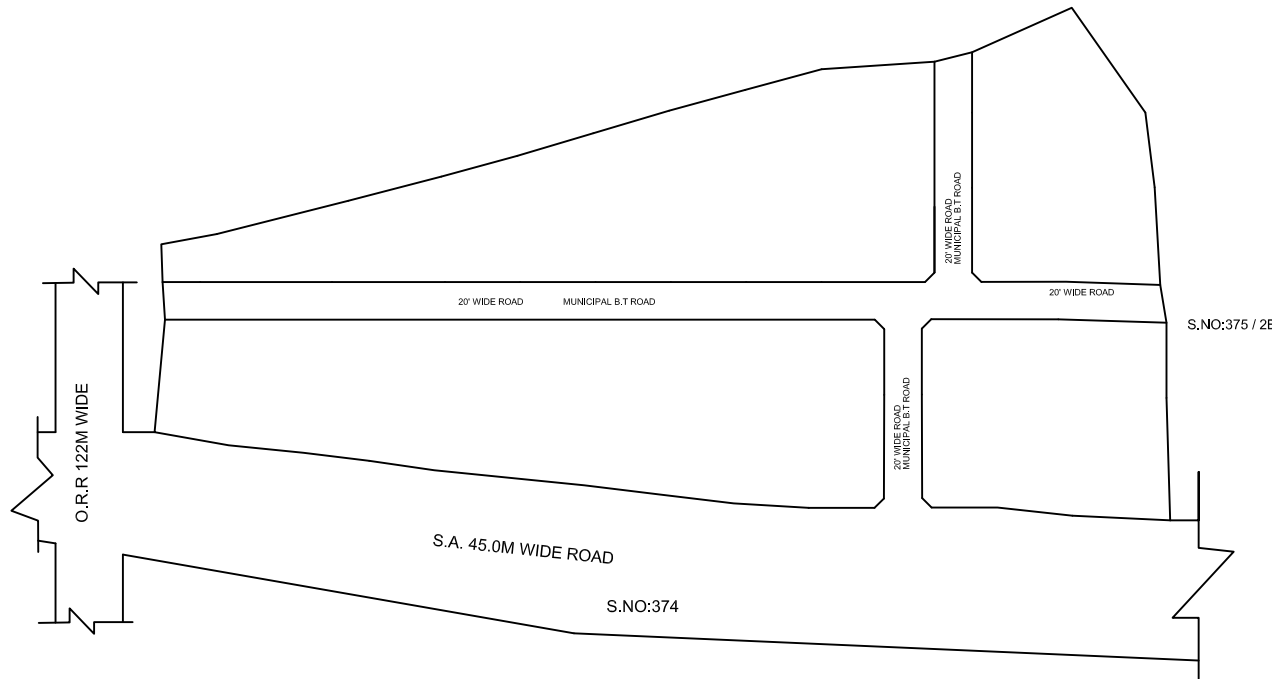 20' WIDE ROAD
MUNICIPAL B.T ROAD
20' WIDE ROAD
20' WIDE ROAD
MUNICIPAL B.T ROAD
S.NO:375 / 2B
O.R.R 122M WIDE
20' WIDE ROAD
MUNICIPAL B.T ROAD
S.A. 45.0M WIDE ROAD
S.NO:374